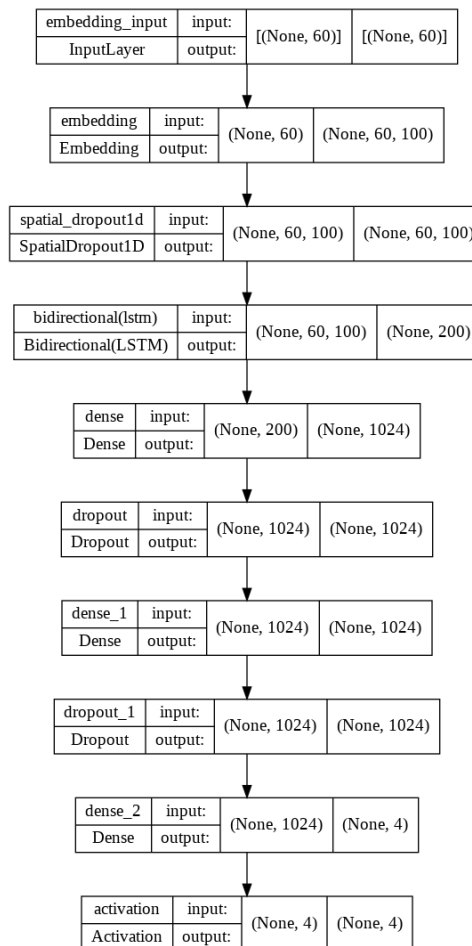 embedding_input input: [(None, 60)] [(None, 60)]
InputLayer output:
embedding input: (None, 60) (None, 60, 100)
Embedding output:
spatial_dropout1d input: (None, 60, 100) (None, 60, 100)
SpatialDropout1D output:
bidirectional(lstm) input: (None, 60, 100) (None, 200)
Bidirectional(LSTM) output:
dense input: (None, 200) (None, 1024)
Dense output:
dropout input: (None, 1024) (None, 1024)
Dropout output:
dense_1 input: (None, 1024) (None, 1024)
Dense output:
dropout_1 input: (None, 1024) (None, 1024)
Dropout output:
dense_2 input: (None, 1024) (None, 4)
Dense output:
activation input: (None, 4) (None, 4)
Activation output: